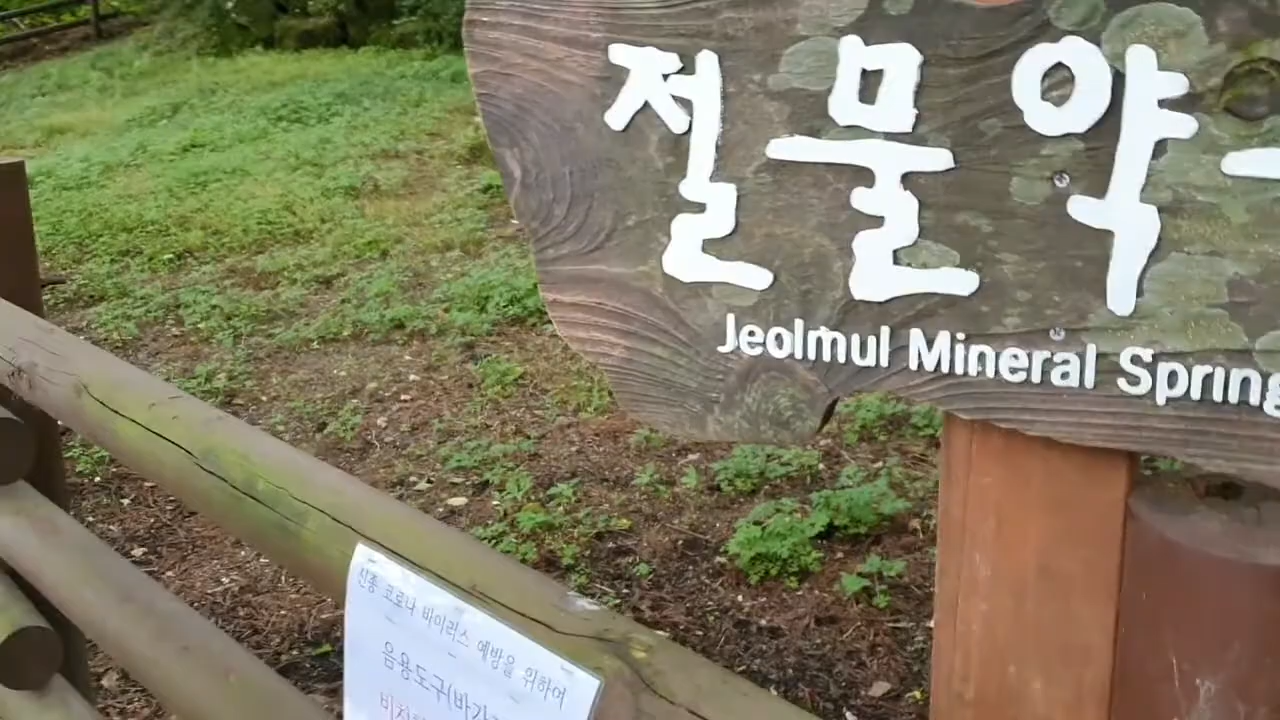 절물약
Jeolmul Mineral Spring
신종 코로나 바이러스 예방을 위하여
음용도구(바가